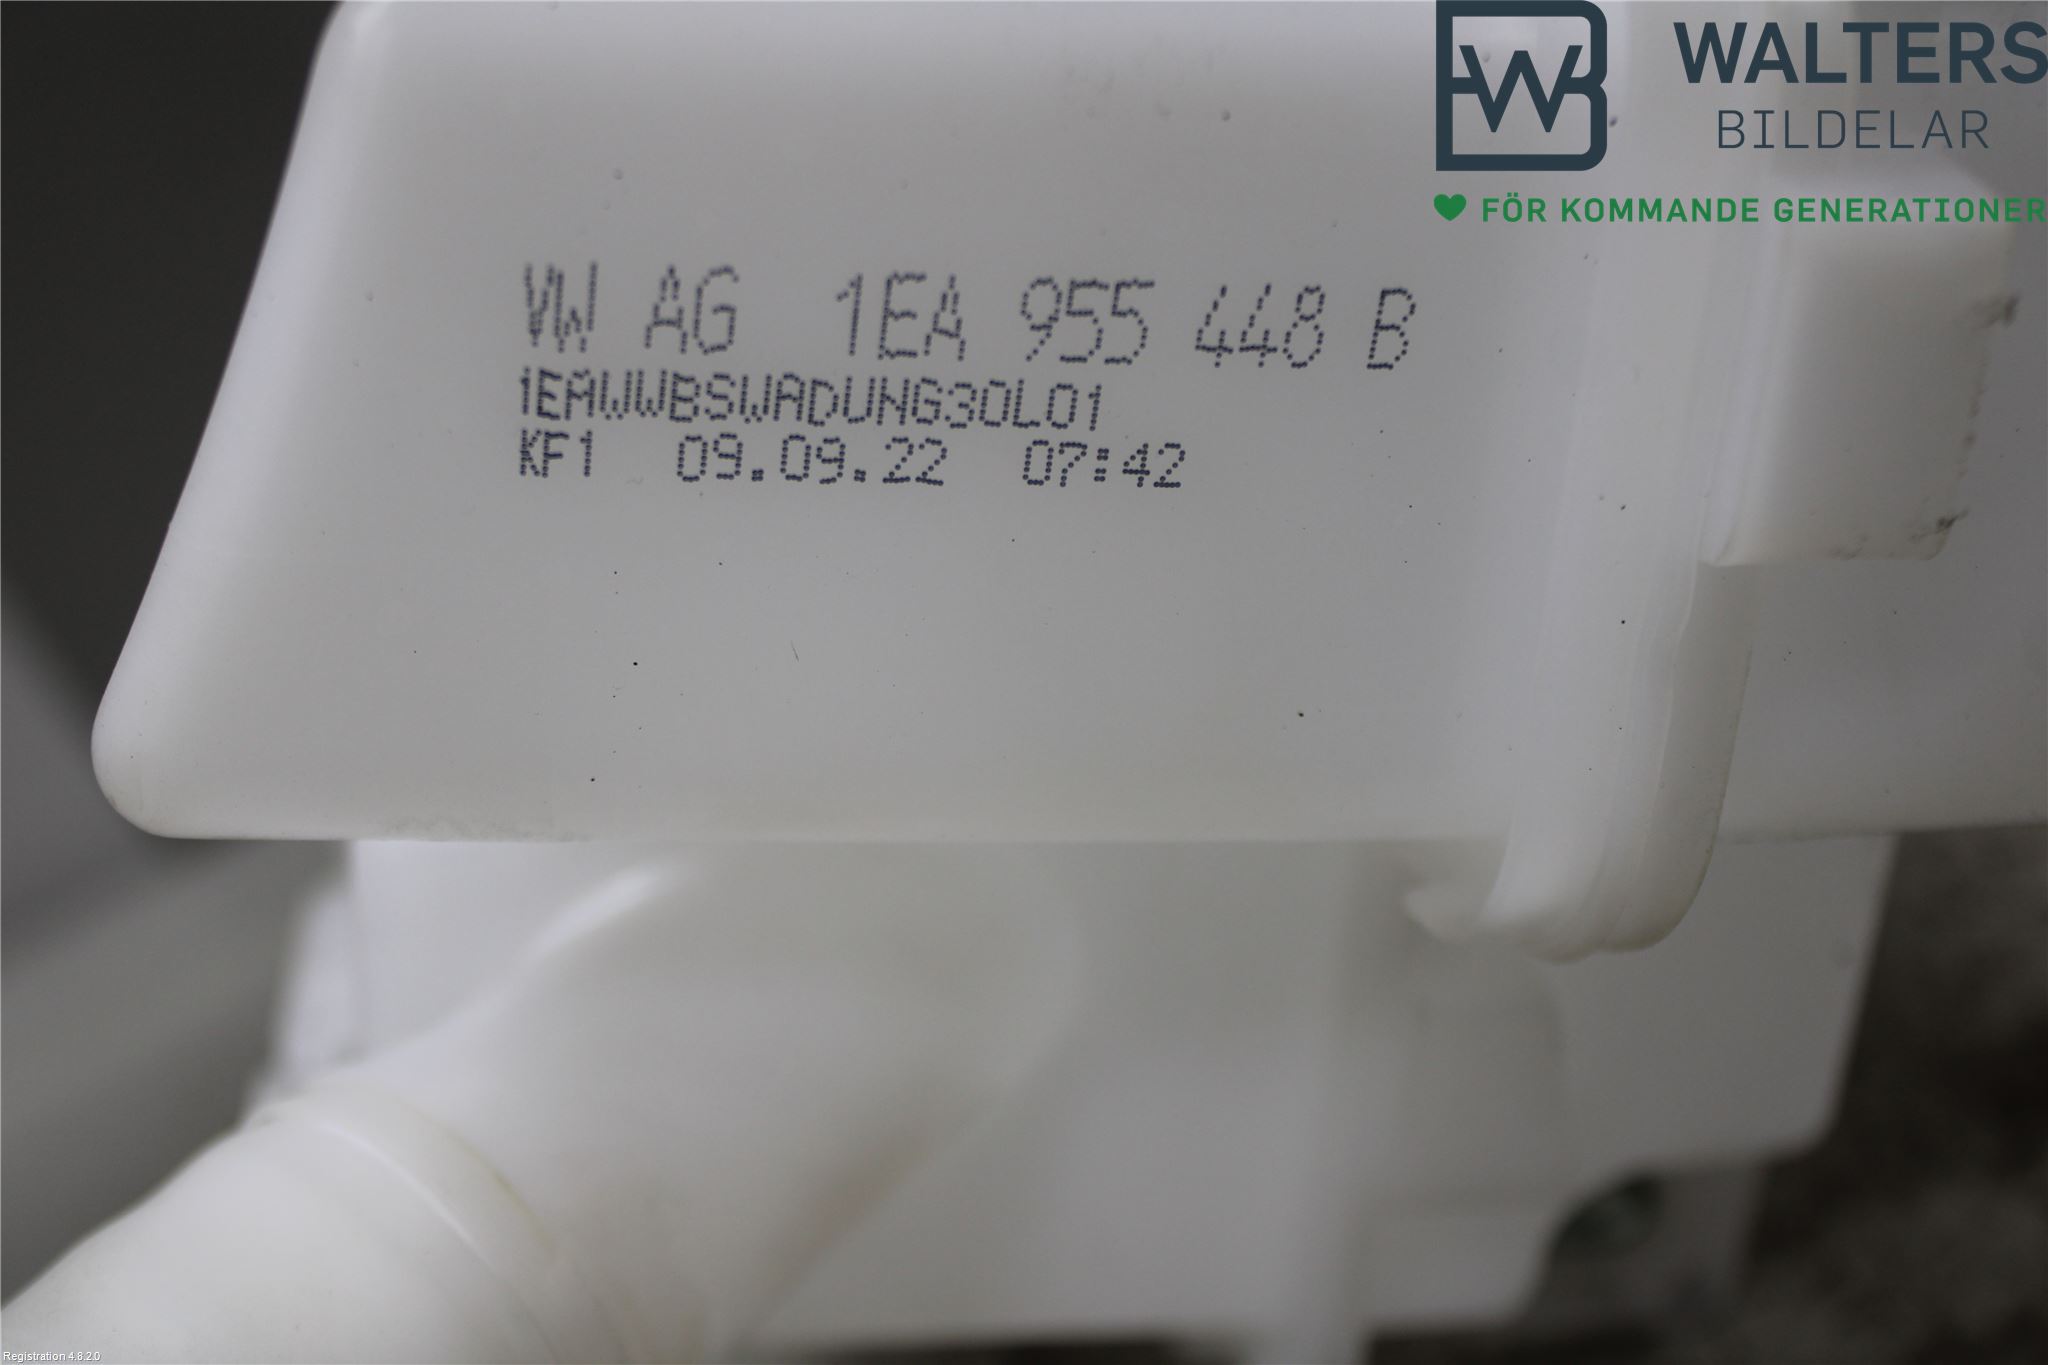 WB
WALTERS
BILDELAR
FÖR KOMMANDE GENERATIONER
VW AG 1EA 955 448 B
1EAWWBSWADUNG30L01
KF1 09.09.22 07:42
Registration 4.8.2.0